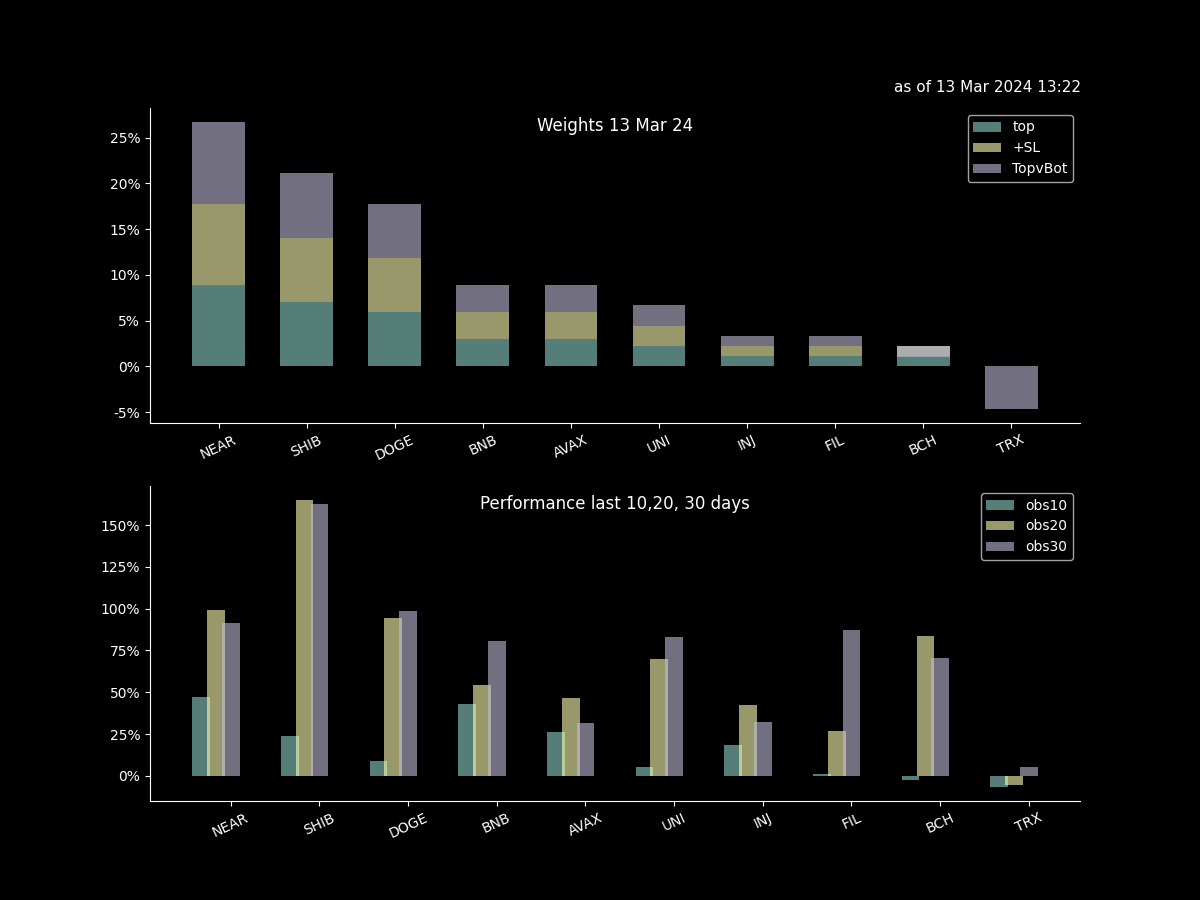 as of 13 Mar 2024 13:22
Weights 13 Mar 24
top
+SL
TopvBot
25%
20%
15%
10%
5%
0%
-5%
NEAR SHIB DOGE BNB AVAX UNI INJ FIL BCH TRX
Performance last 10,20, 30 days
obs10
obs20
obs30
150%
125%
100%
75%
50%
25%
0%
NEAR SHIB DOGE BNB AVAX UNI INJ FIL BCH TRX